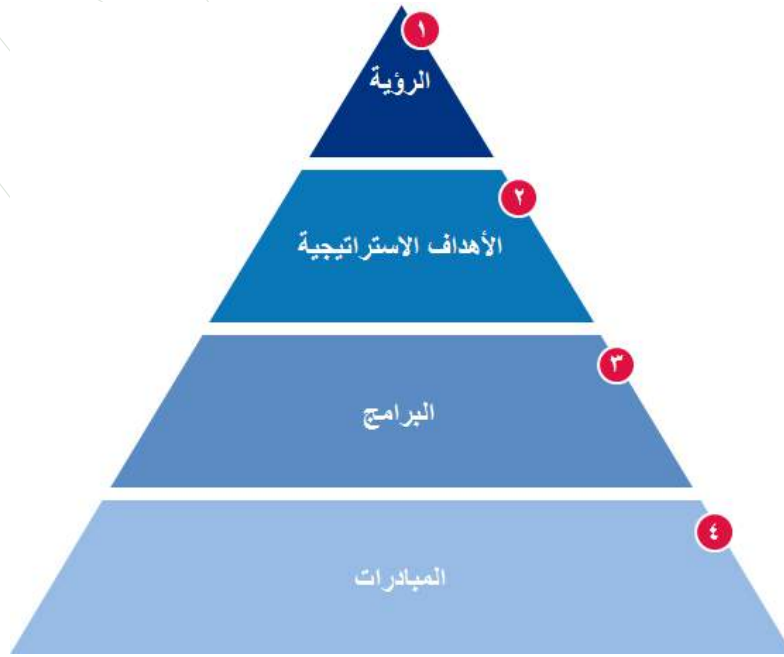 ١
الرؤية
٢
الأهداف الاستراتيجية
٣
البرامج
٤
المبادرات